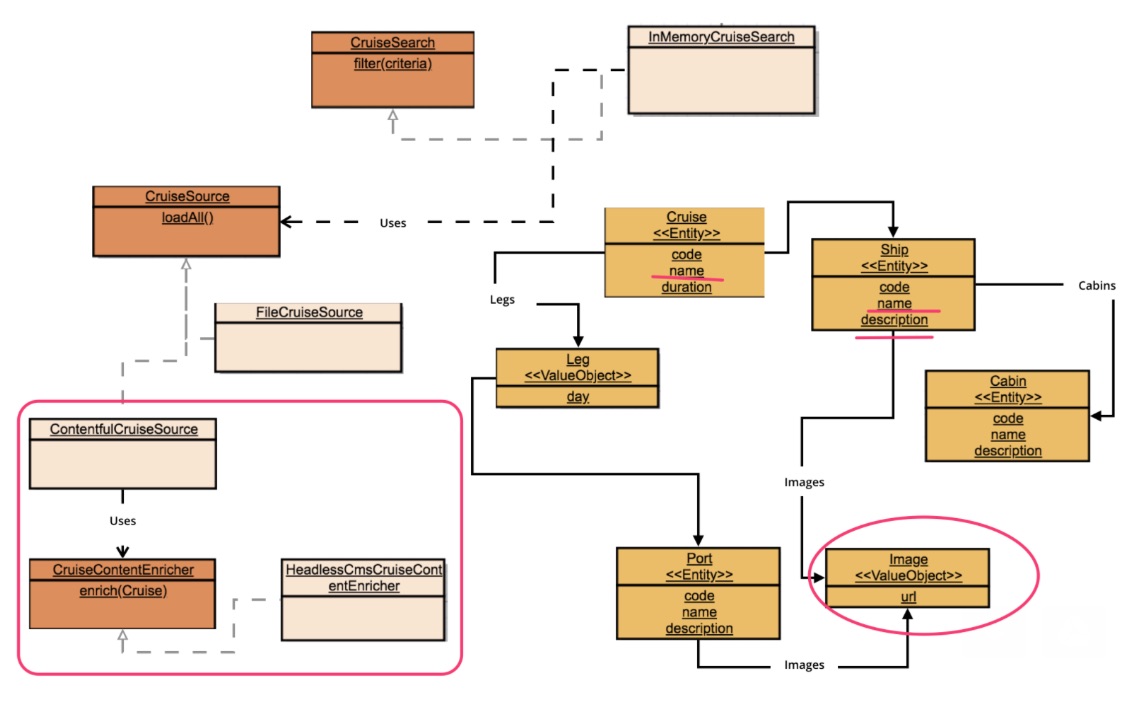 CruiseSearch
filter(criteria)
InMemoryCruiseSearch
CruiseSource
loadAll()
Uses
Cruise
<<Entity>>
code
name
duration
Ship
<<Entity>>
code
name
description
Cabins
Legs
FileCruiseSource
Leg
<<ValueObject>>
day
Cabin
<<Entity>>
code
name
description
ContentfulCruiseSource
Uses
Images
CruiseContentEnricher
enrich(Cruise)
HeadlessCmsCruiseCont
entEnricher
Port
<<Entity>>
code
name
description
Image
<<ValueObject>>
url
Images